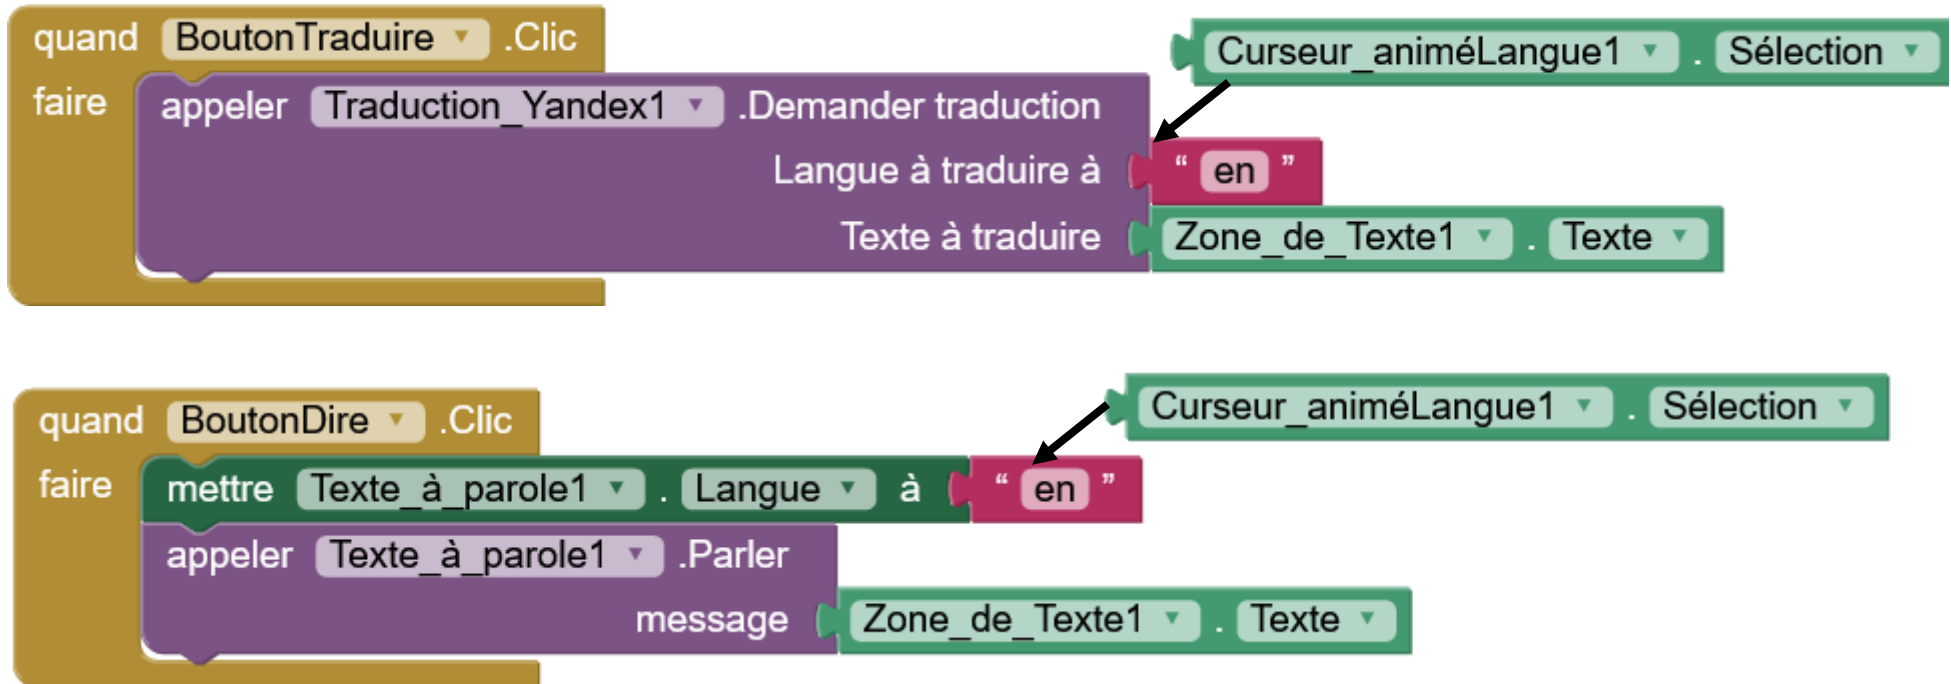 quand BoutonTraduire .Clic
Curseur_animéLangue1 . Sélection
faire appeler Traduction_Yandex1 .Demander traduction
Langue à traduire à “ en ”
Texte à traduire Zone_de_Texte1 . Texte
quand BoutonDire .Clic
Curseur_animéLangue1 . Sélection
faire mettre Texte_à_parole1 . Langue à “ en ”
appeler Texte_à_parole1 .Parler
message Zone_de_Texte1 . Texte